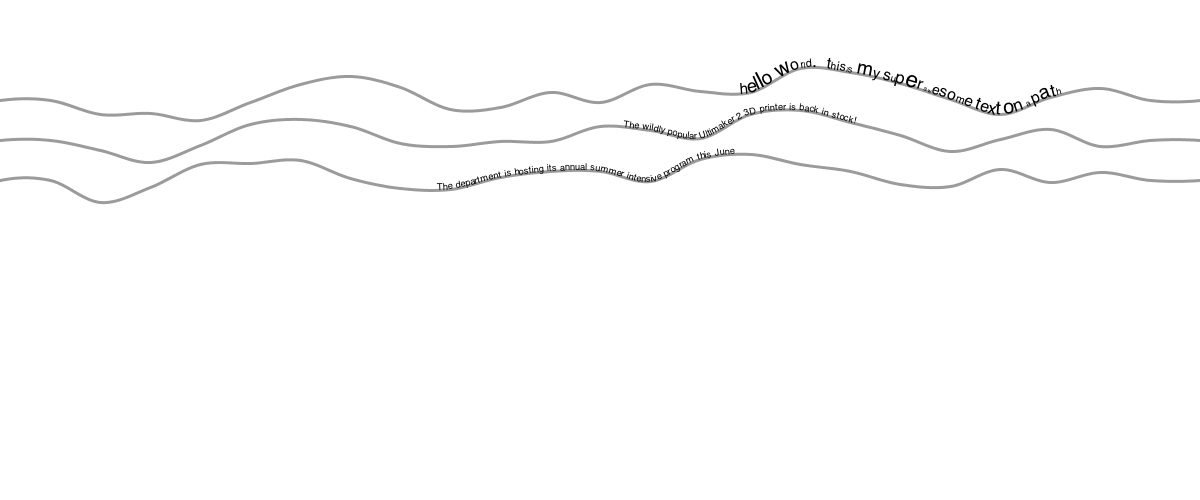 hello world. this is my super awesome text on a path
The wildly popular Ultimaker 2 3D printer is back in stock!
The department is hosting its annual summer intensive program this June